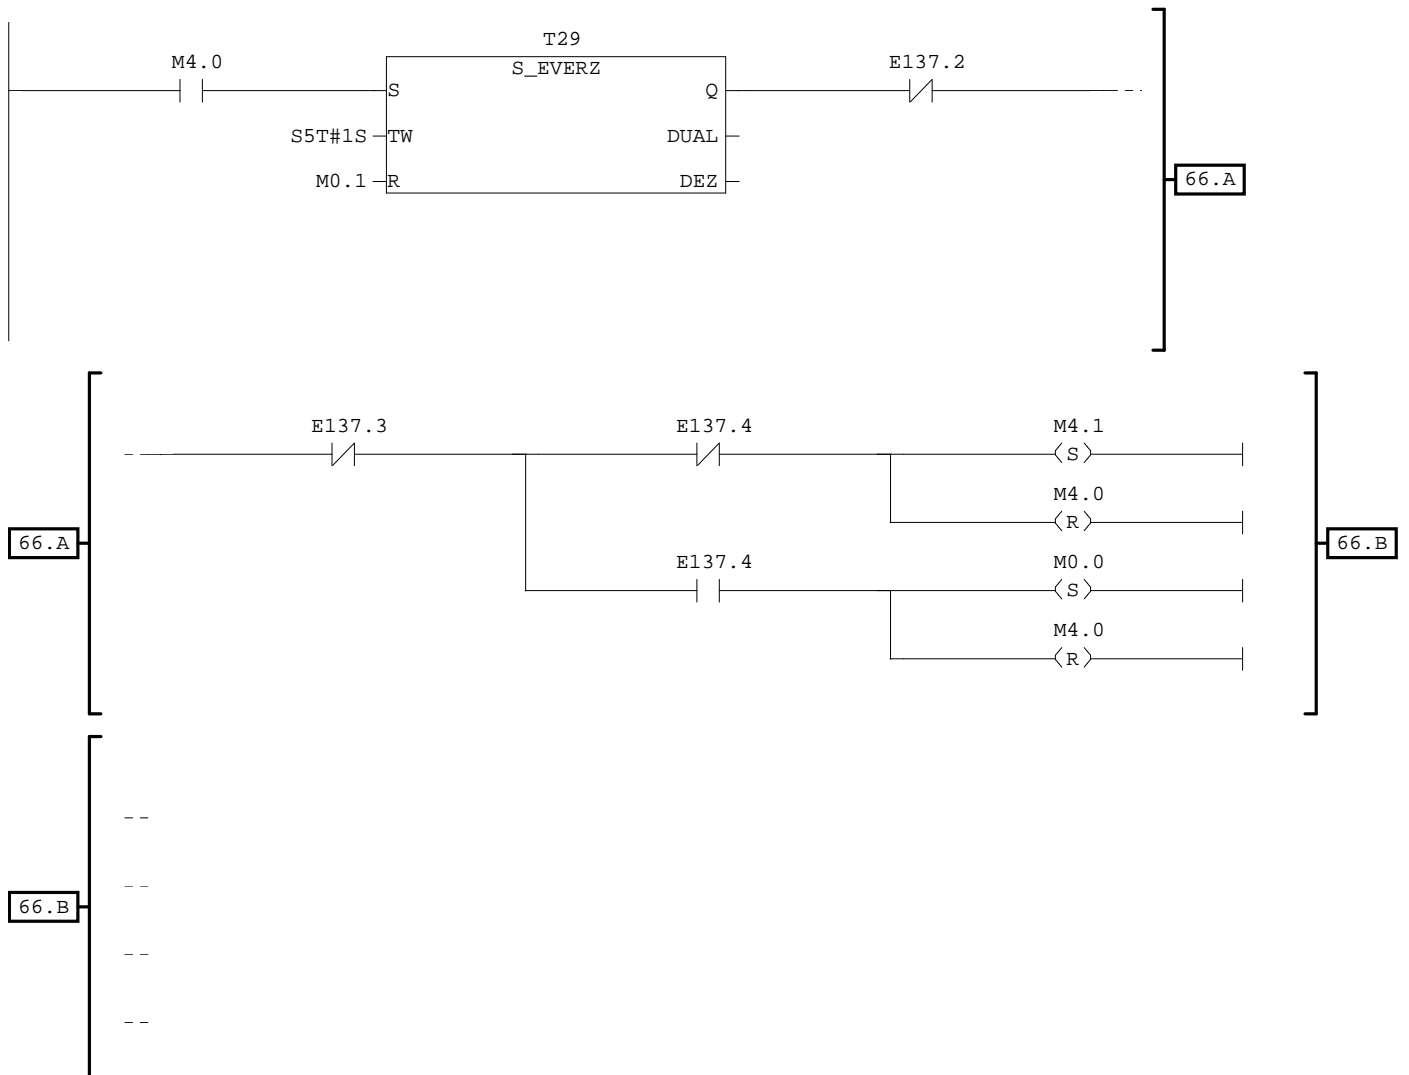 T29
M4.0
S_EVERZ
E137.2
S
Q
S5T#1S
TW
DUAL
M0.1
R
DEZ
66.A
E137.3
E137.4
M4.1
S
M4.0
R
66.A
66.B
E137.4
M0.0
S
M4.0
R
66.B